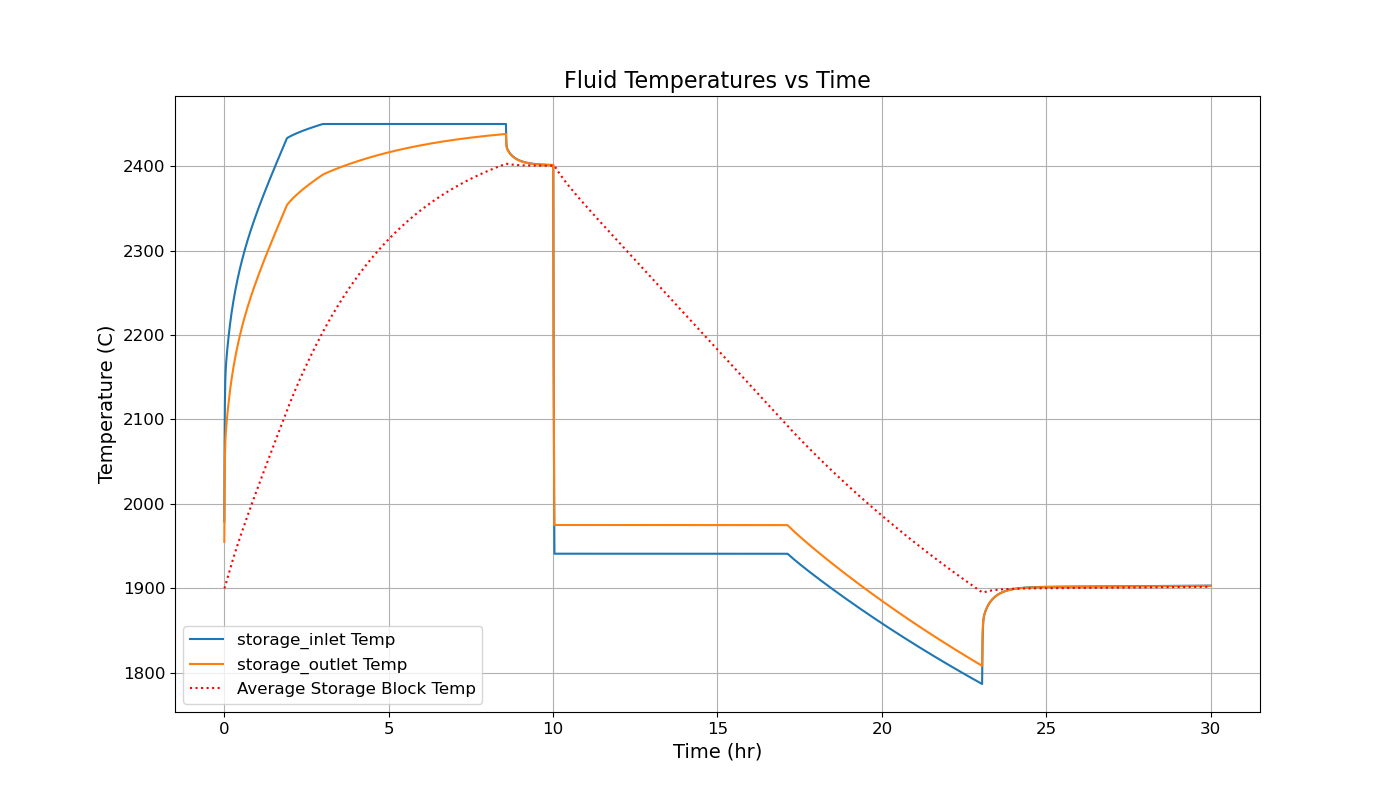 Fluid Temperatures vs Time
Temperature (C)
2400
2300
2200
2100
2000
1900
1800
storage_inlet Temp
storage_outlet Temp
Average Storage Block Temp
0 5 10 15 20 25 30
Time (hr)